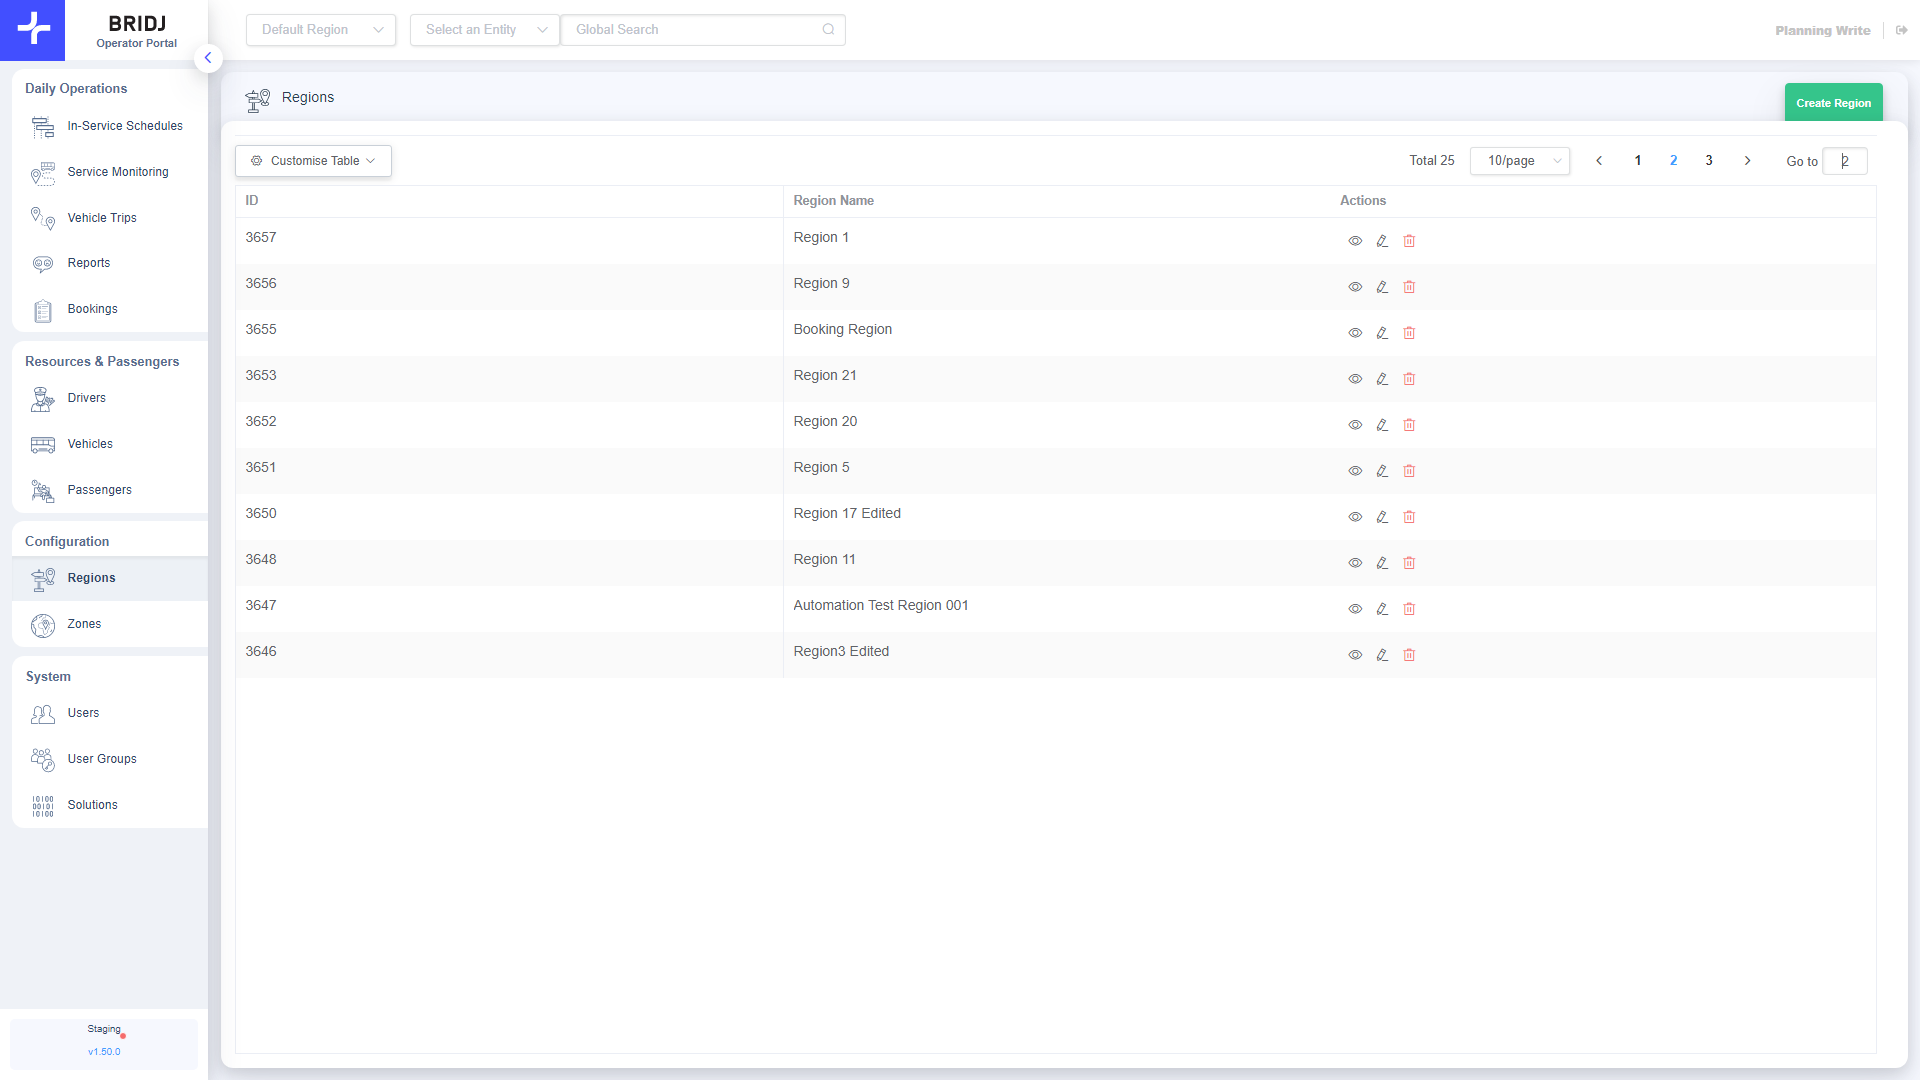 BRIDJ
Operator Portal
Default Region
Select an Entity
Global Search
Planning Write
Daily Operations
In-Service Schedules
Service Monitoring
Vehicle Trips
Reports
Bookings
Resources & Passengers
Drivers
Vehicles
Passengers
Configuration
Regions
Zones
System
Users
User Groups
Solutions
Staging
v1.50.0
Regions
Create Region
Customise Table
Total 25
10/page
1
2
3
Go to
2
ID Region Name Actions
3657 Region 1
3656 Region 9
3655 Booking Region
3653 Region 21
3652 Region 20
3651 Region 5
3650 Region 17 Edited
3648 Region 11
3647 Automation Test Region 001
3646 Region3 Edited